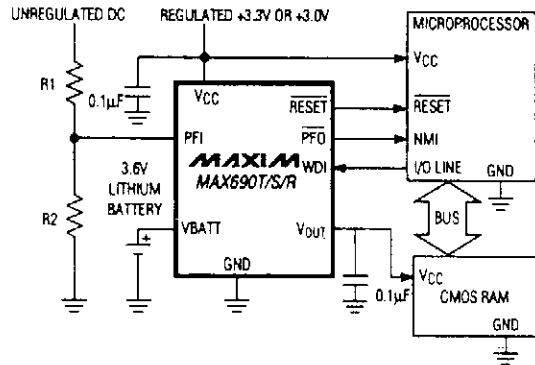 UNREGULATED DC
REGULATED +3.3V OR +3.0V
MICROPROCESSOR
R1
0.1µF
VCC
RESET
PFI
PFO
MAXIM
MAX690T/S/R
WDI
3.6V
LITHIUM
BATTERY
R2
VBATT
VOUT
GND
0.1µF
VCC
RESET
NMI
I/O LINE
GND
BUS
VCC
CMOS RAM
GND
+